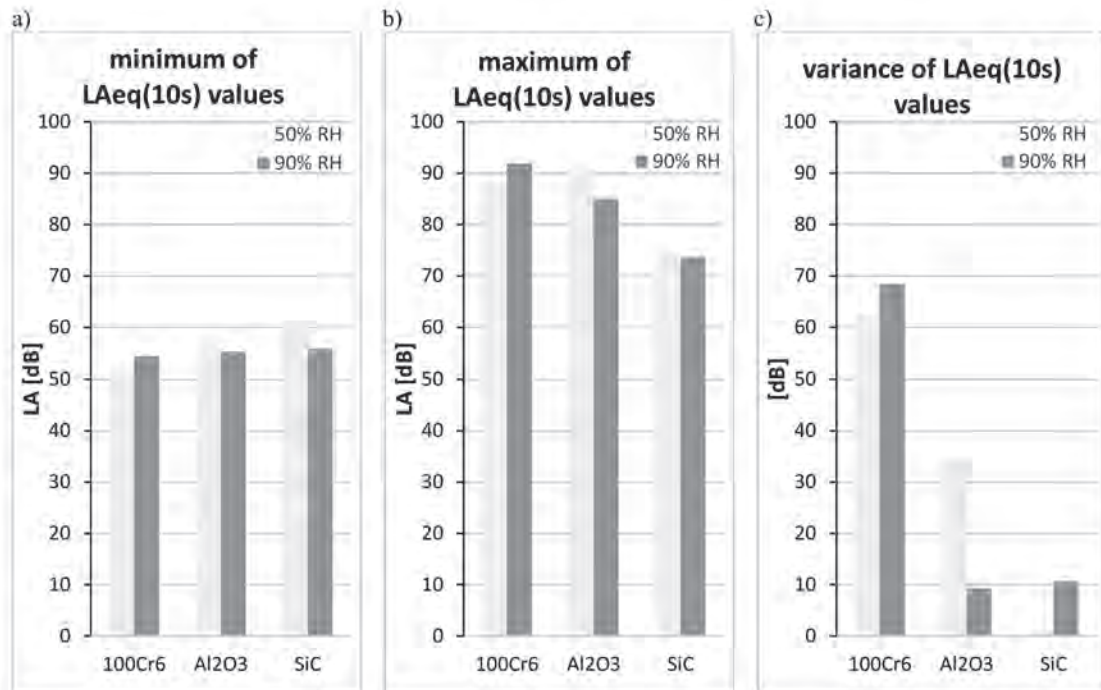 a)
minimum of
LAeq(10s) values
100
90
80
70
60
50
40
30
20
10
0
LA [dB]
50% RH
90% RH
100Cr6 Al2O3 SiC
b)
maximum of
LAeq(10s) values
100
90
80
70
60
50
40
30
20
10
0
LA [dB]
50% RH
90% RH
100Cr6 Al2O3 SiC
c)
variance of LAeq(10s)
values
100
90
80
70
60
50
40
30
20
10
0
[dB]
50% RH
90% RH
100Cr6 Al2O3 SiC